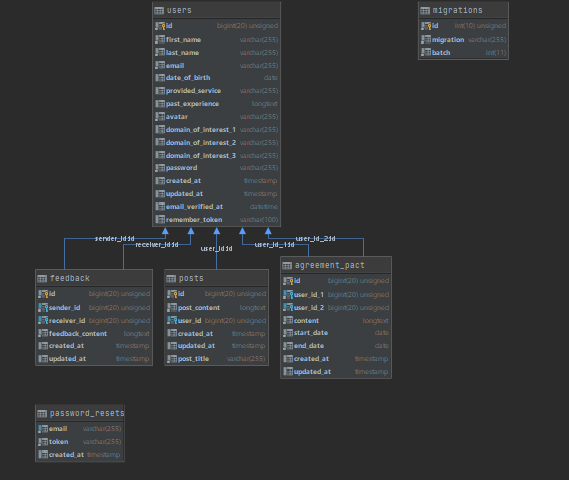 users
id bigint(20) unsigned
first_name varchar(255)
last_name varchar(255)
email varchar(255)
date_of_birth date
provided_service varchar(255)
past_experience longtext
avatar varchar(255)
domain_of_interest_1 varchar(255)
domain_of_interest_2 varchar(255)
domain_of_interest_3 varchar(255)
password varchar(255)
created_at timestamp
updated_at timestamp
email_verified_at datetime
remember_token varchar(100)
migrations
id int(10) unsigned
migration varchar(255)
batch int(11)
sender_id:id
receiver_id:id
user_id:id
user_id_1:id
user_id_2:id
feedback
id bigint(20) unsigned
sender_id bigint(20) unsigned
receiver_id bigint(20) unsigned
feedback_content longtext
created_at timestamp
updated_at timestamp
posts
id bigint(20) unsigned
post_content longtext
user_id bigint(20) unsigned
created_at timestamp
updated_at timestamp
post_title varchar(255)
agreement_pact
id bigint(20) unsigned
user_id_1 bigint(20) unsigned
user_id_2 bigint(20) unsigned
content longtext
start_date date
end_date date
created_at timestamp
updated_at timestamp
password_resets
email varchar(255)
token varchar(255)
created_at timestamp